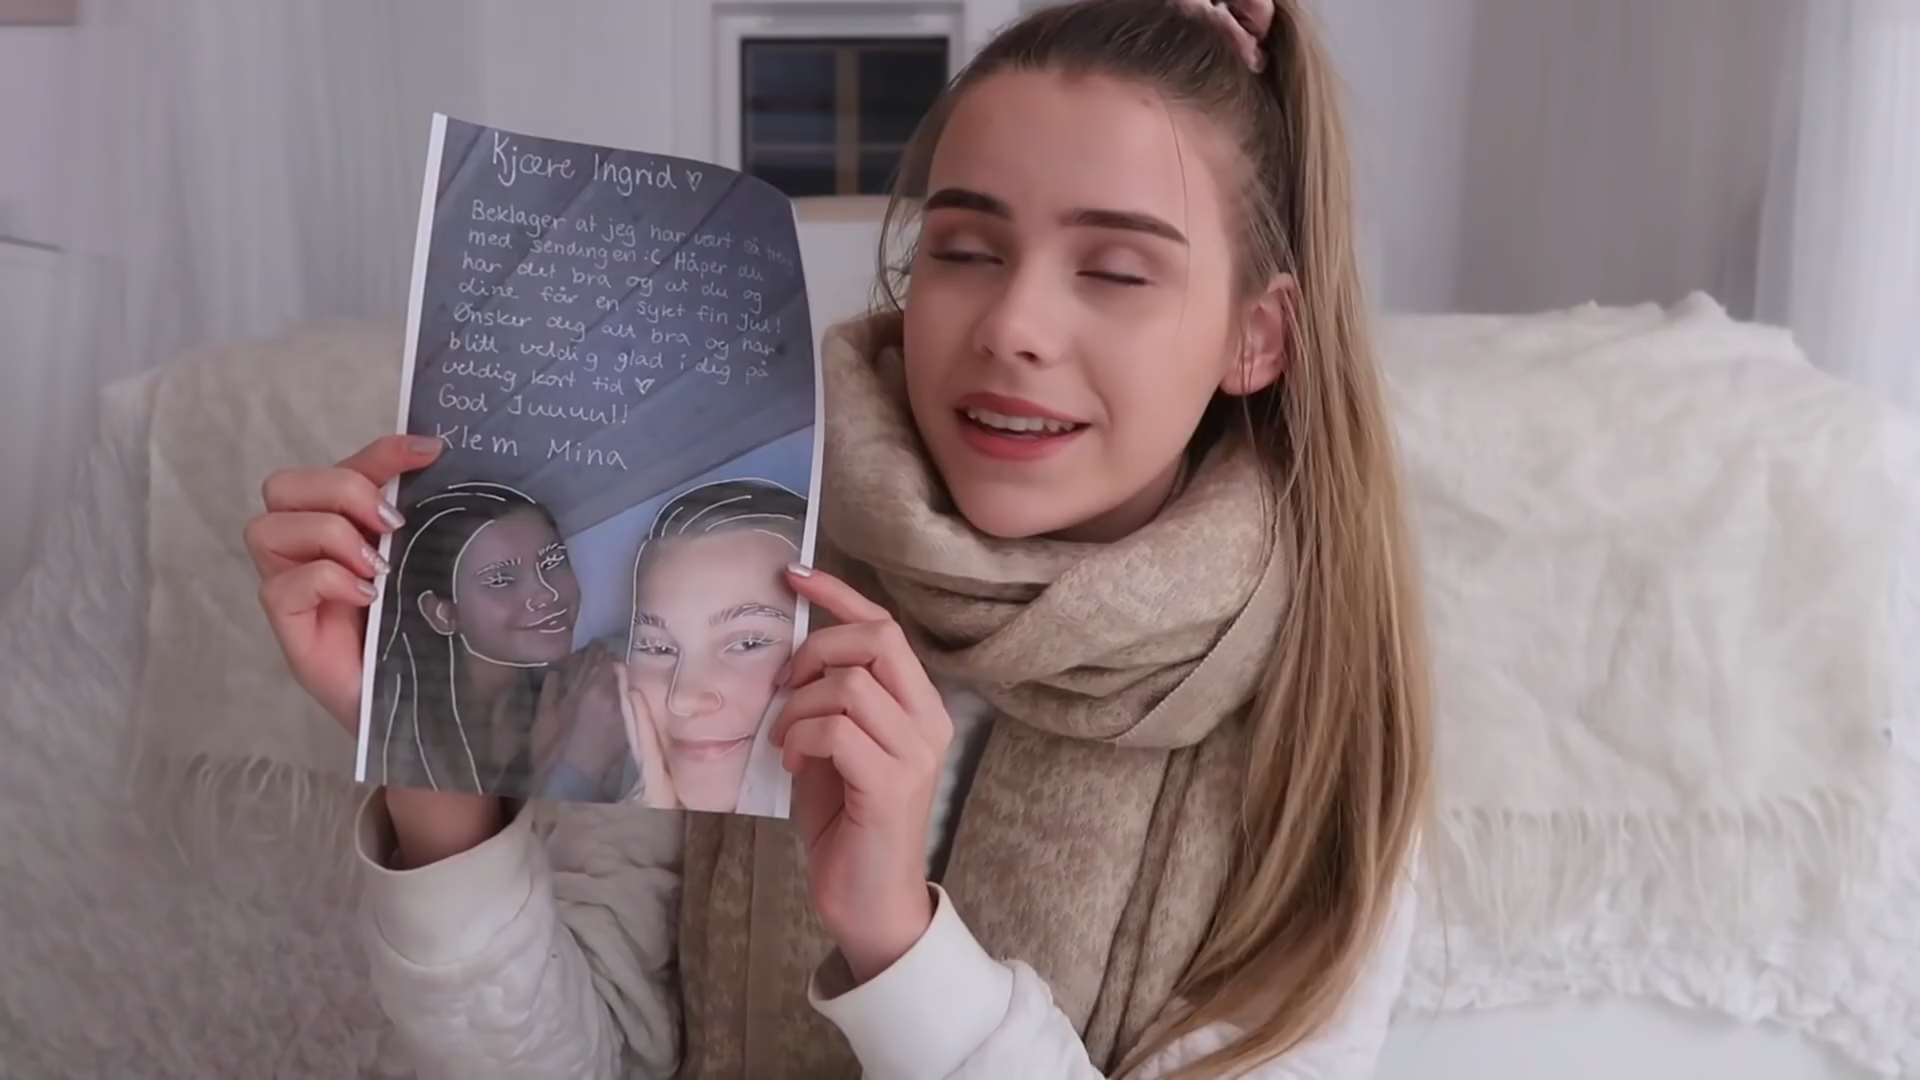 Kjære Ingrid ♡
Beklager at jeg har vært så treig
med sendingen :( Håper du
har det bra og at du og
dine får en sykt fin jul!
Ønsker deg alt bra og har
blitt veldig glad i deg på
veldig kort tid ♡
God Juuuul!!
Klem Mina